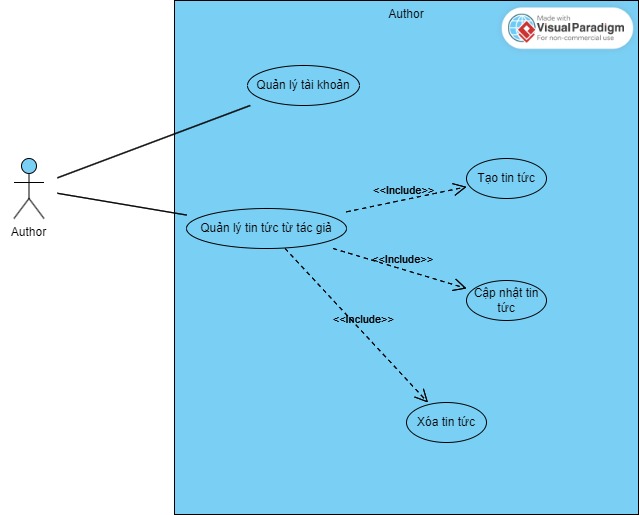 Author
Made with
Visual Paradigm
For non-commercial use
Quản lý tài khoản
Tạo tin tức
<<Include>>
Author
Quản lý tin tức từ tác giả
<<Include>>
Cập nhật tin
tức
<<Include>>
Xóa tin tức